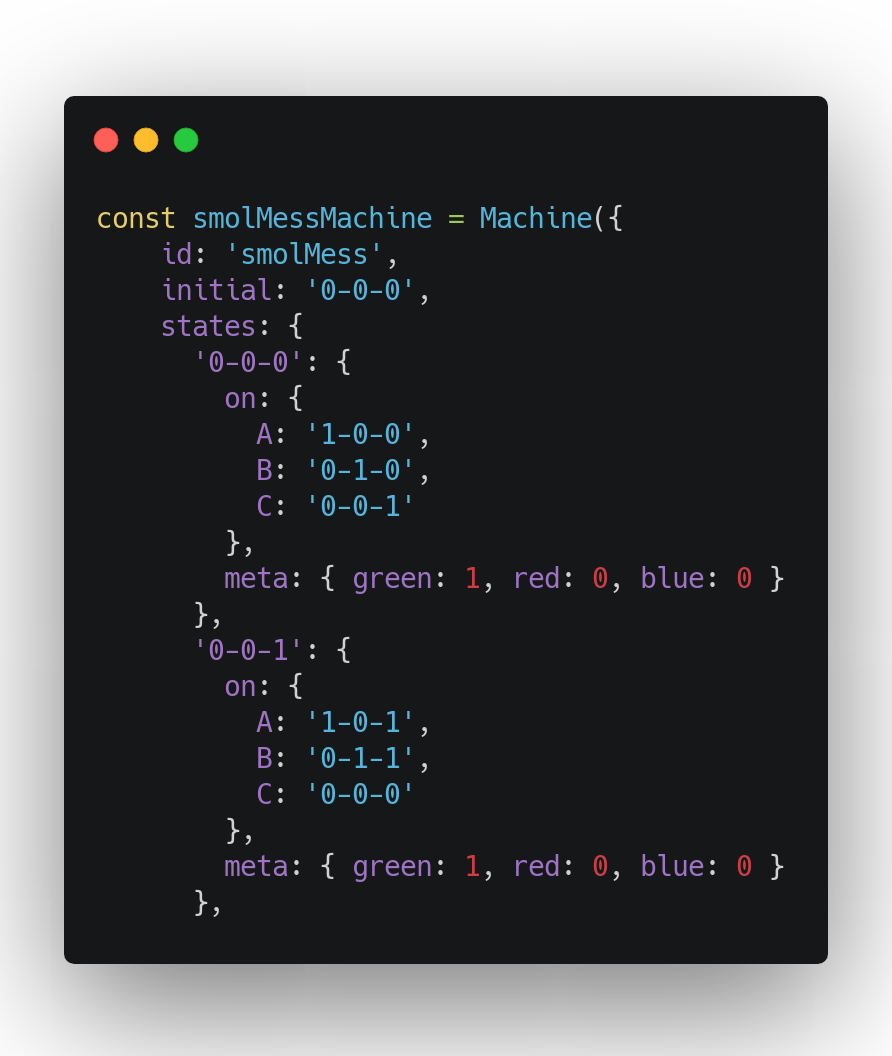 const smolMessMachine = Machine({
    id: 'smolMess',
    initial: '0-0-0',
    states: {
      '0-0-0': {
        on: {
          A: '1-0-0',
          B: '0-1-0',
          C: '0-0-1'
        },
        meta: { green: 1, red: 0, blue: 0 }
      },
      '0-0-1': {
        on: {
          A: '1-0-1',
          B: '0-1-1',
          C: '0-0-0'
        },
        meta: { green: 1, red: 0, blue: 0 }
      },